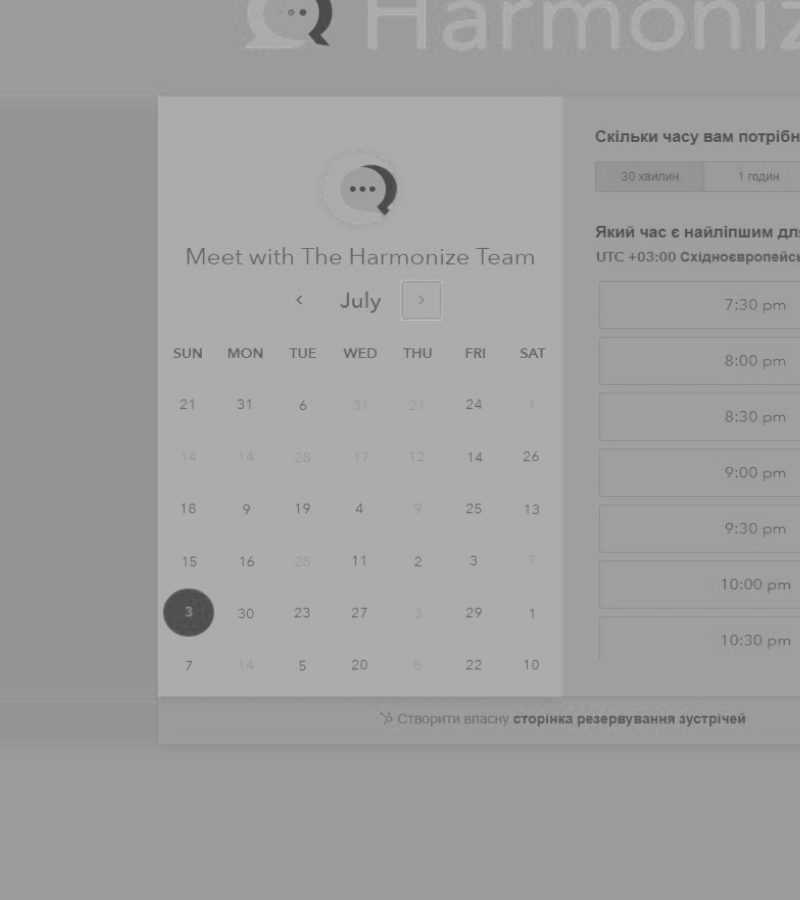 Harmoniz
Meet with The Harmonize Team
July
SUN MON TUE WED THU FRI SAT
21 31 6 31 21 24 1
14 14 28 17 12 14 26
18 9 19 4 9 25 13
15 16 28 11 2 3 7
3 30 23 27 3 29 1
7 14 5 20 8 22 10
Скільки часу вам потрібн
30 хвилин 1 годин
Який час є найліпшим для
UTC +03:00 Східноєвропейсь
7:30 pm
8:00 pm
8:30 pm
9:00 pm
9:30 pm
10:00 pm
10:30 pm
Створити власну сторінка резервування зустрічей